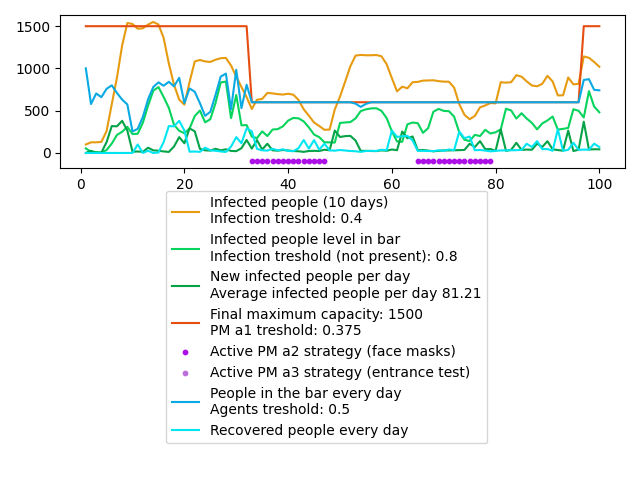 1500
1000
500
0
0
20
40
60
80
100
Infected people (10 days)
Infection treshold: 0.4
Infected people level in bar
Infection treshold (not present): 0.8
New infected people per day
Average infected people per day 81.21
Final maximum capacity: 1500
PM a1 treshold: 0.375
Active PM a2 strategy (face masks)
Active PM a3 strategy (entrance test)
People in the bar every day
Agents treshold: 0.5
Recovered people every day